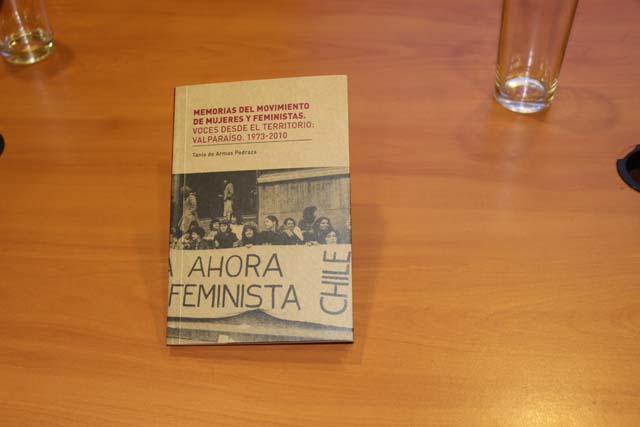 MEMORIAS DEL MOVIMIENTO
DE MUJERES Y FEMINISTAS.
VOCES DESDE EL TERRITORIO:
VALPARAÍSO. 1973-2010
Tania de Armas Pedraza
A AHORA
FEMINISTA
CHILE